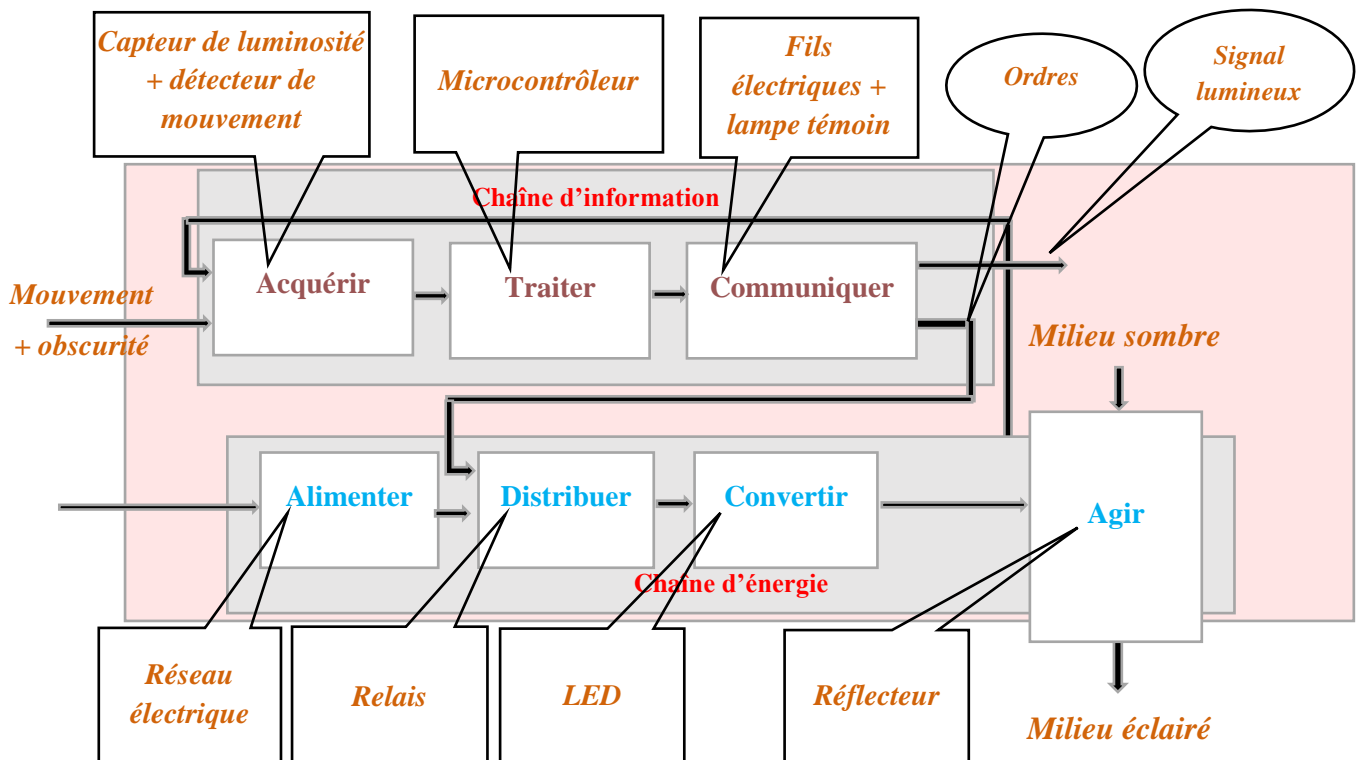 Capteur de luminosité
+ détecteur de
mouvement
Microcontrôleur
Fils
électriques +
lampe témoin
Ordres
Signal
lumineux
Chaîne d'information
Acquérir
Traiter
Communiquer
Mouvement
+ obscurité
Milieu sombre
Alimenter
Distribuer
Convertir
Agir
Chaîne d'énergie
Réseau
électrique
Relais
LED
Réflecteur
Milieu éclairé